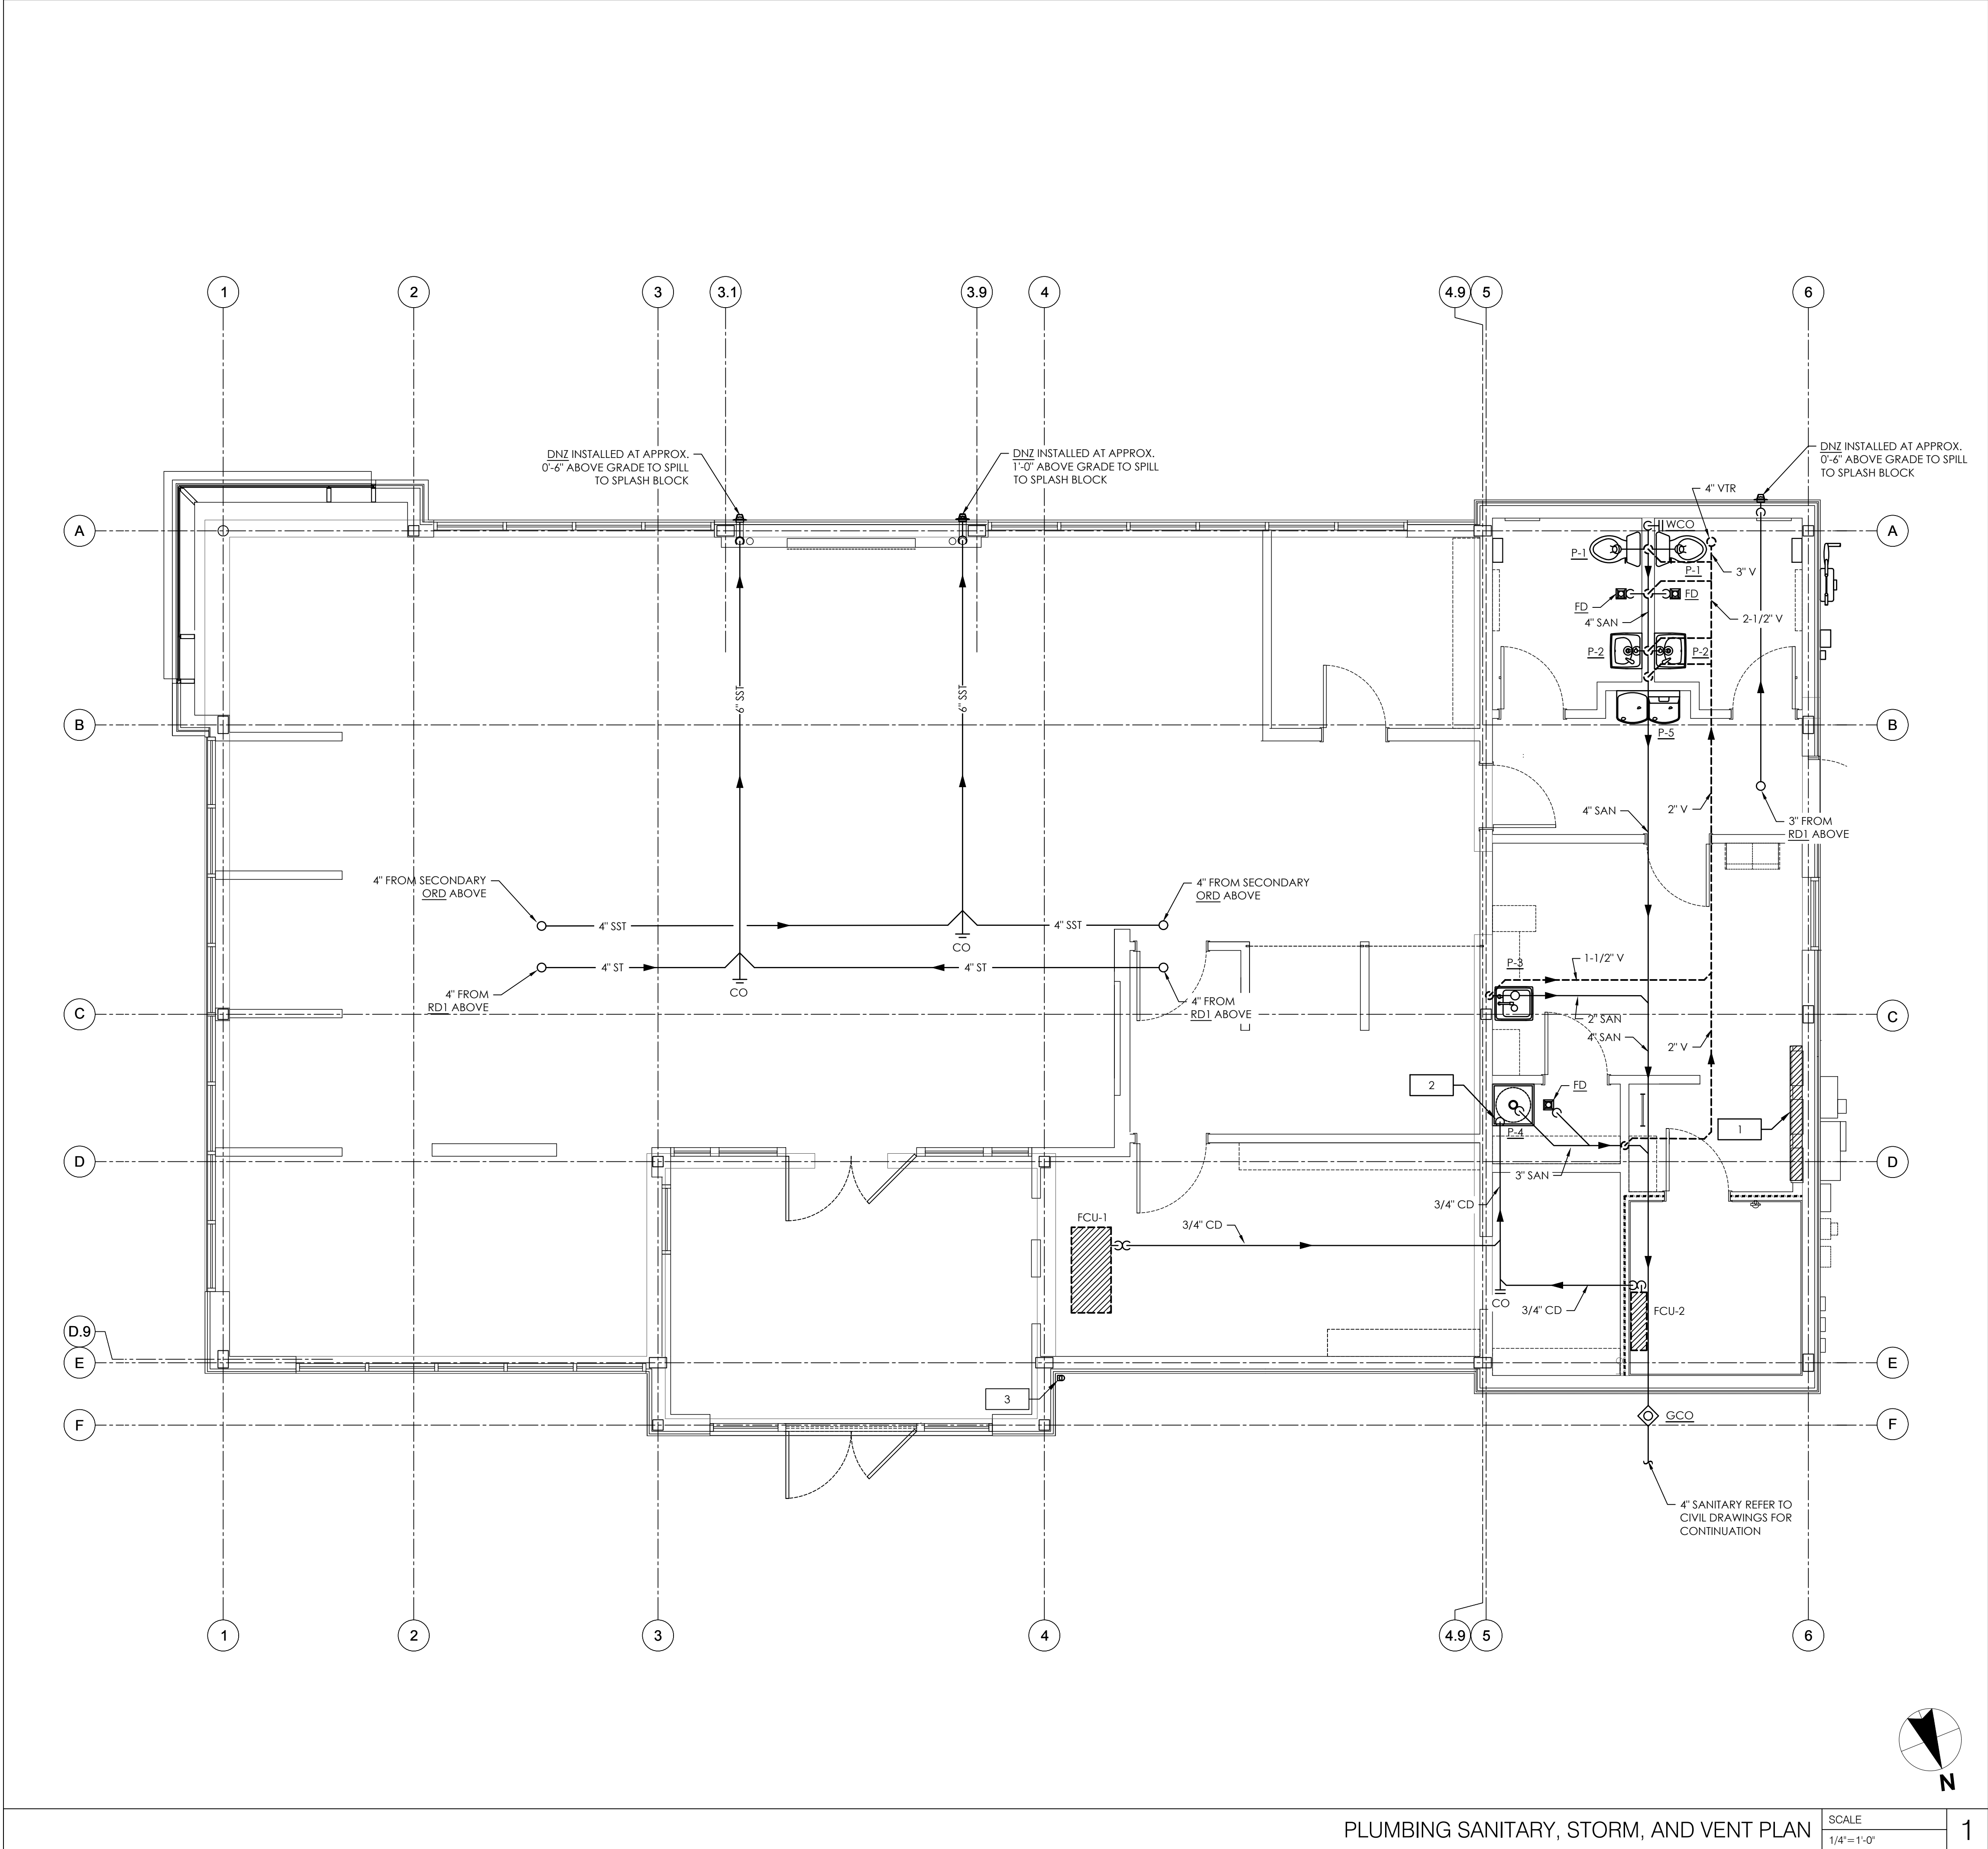 1
2
3
3.1
3.9
4
4.9
5
6
DNZ INSTALLED AT APPROX.
0'-6" ABOVE GRADE TO SPILL
TO SPLASH BLOCK
DNZ INSTALLED AT APPROX.
1'-0" ABOVE GRADE TO SPILL
TO SPLASH BLOCK
DNZ INSTALLED AT APPROX.
0'-6" ABOVE GRADE TO SPILL
TO SPLASH BLOCK
4" VTR
A
WCO
A
P-1
P-1
3" V
FD
FD
4" SAN
2-1/2" V
P-2
P-2
6" SST
6" SST
B
P-5
B
4" SAN
2" V
3" FROM
RD1 ABOVE
4" FROM SECONDARY
ORD ABOVE
4" FROM SECONDARY
ORD ABOVE
4" SST
4" SST
CO
4" ST
4" ST
CO
P-3
1-1/2" V
4" FROM
RD1 ABOVE
4" FROM
RD1 ABOVE
C
2" SAN
C
4" SAN
2" V
2
FD
P-4
1
D
D
3" SAN
3/4" CD
FCU-1
3/4" CD
CO
3/4" CD
FCU-2
D.9
E
E
3
F
GCO
F
4" SANITARY REFER TO
CIVIL DRAWINGS FOR
CONTINUATION
1
2
3
4
4.9
5
6
N
PLUMBING SANITARY, STORM, AND VENT PLAN
SCALE
1/4"=1'-0"
1